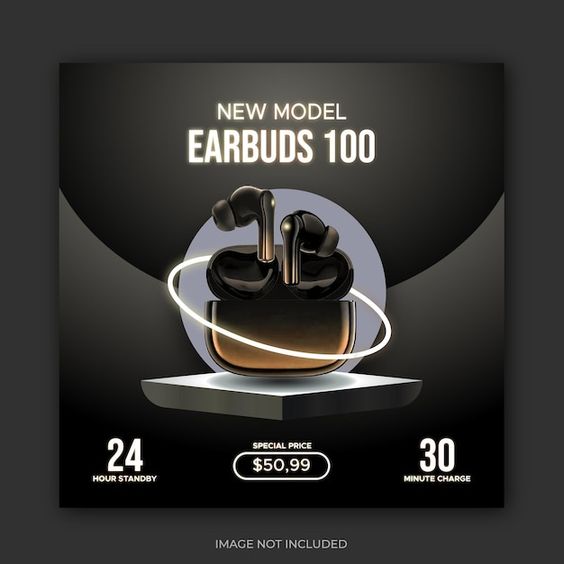 NEW MODEL
EARBUDS 100
24
HOUR STANDBY
SPECIAL PRICE
$50,99
30
MINUTE CHARGE
IMAGE NOT INCLUDED